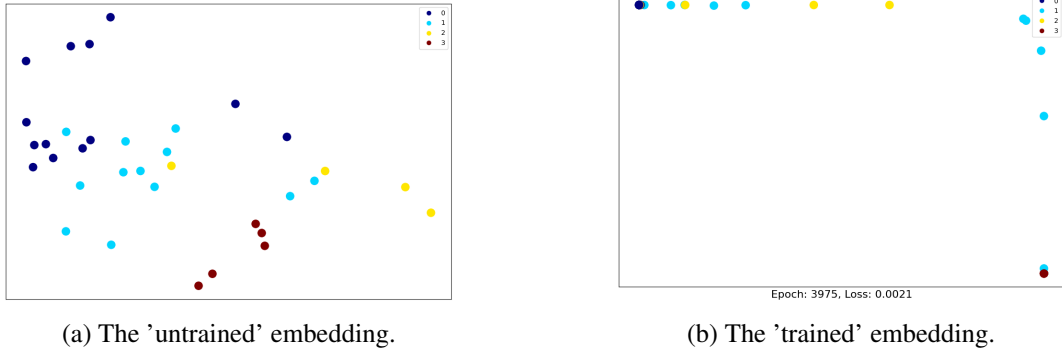 0
1
2
3
0
1
2
3
Epoch: 3975, Loss: 0.0021
(a) The ’untrained’ embedding.
(b) The ’trained’ embedding.